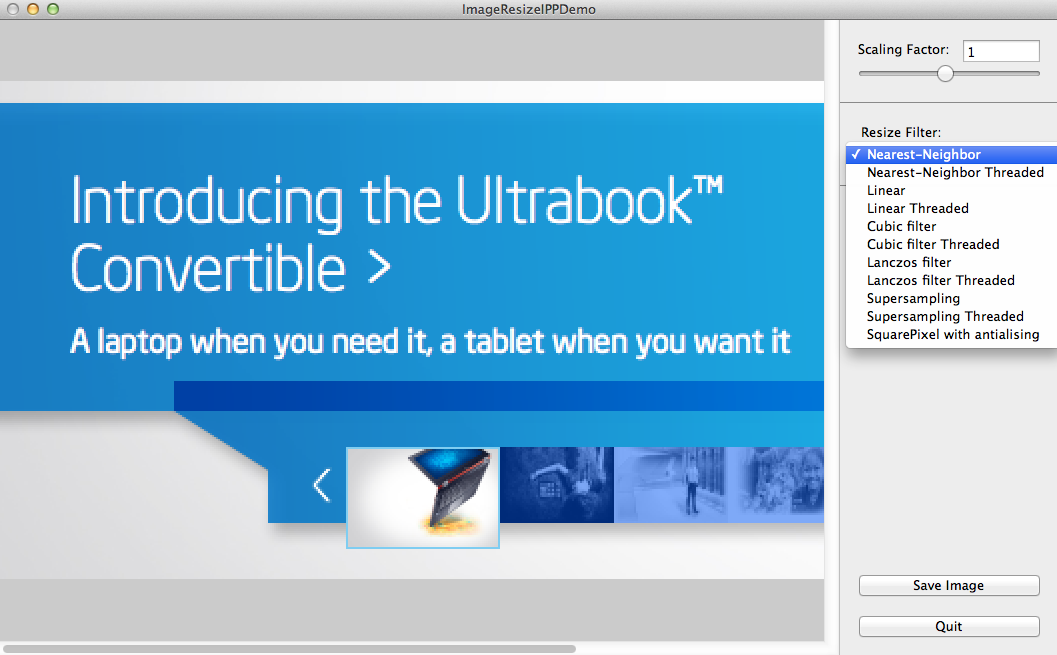 ImageResizeIPPDemo
Introducing the Ultrabook™
Convertible >
A laptop when you need it, a tablet when you want it
Scaling Factor: 1
Resize Filter:
✓ Nearest-Neighbor
Nearest-Neighbor Threaded
Linear
Linear Threaded
Cubic filter
Cubic filter Threaded
Lanczos filter
Lanczos filter Threaded
Supersampling
Supersampling Threaded
SquarePixel with antialising
Save Image
Quit